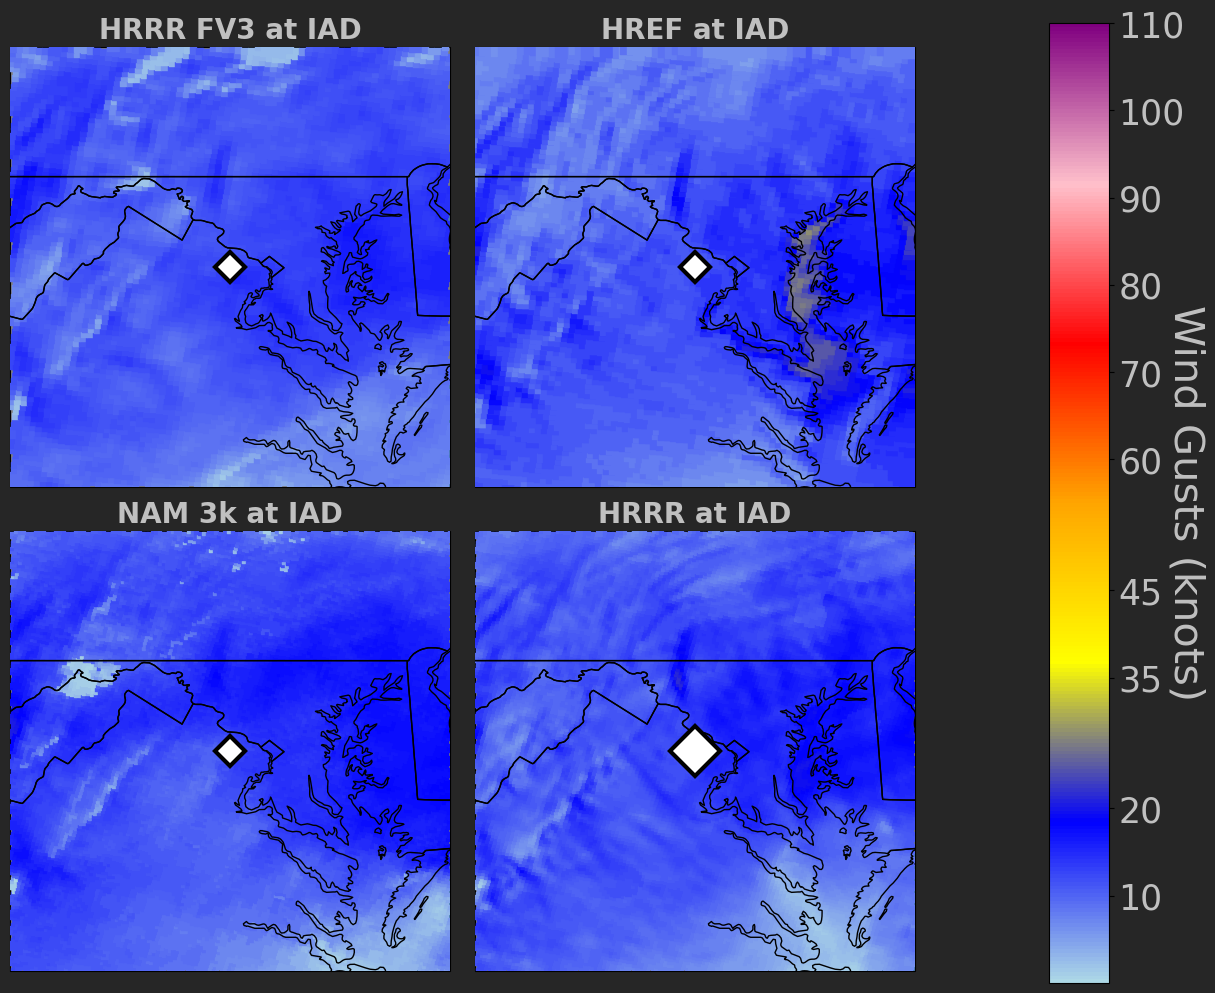 HRRR FV3 at IAD
HREF at IAD
NAM 3k at IAD
HRRR at IAD
110
100
90
80
70
60
45
35
20
10
Wind Gusts (knots)